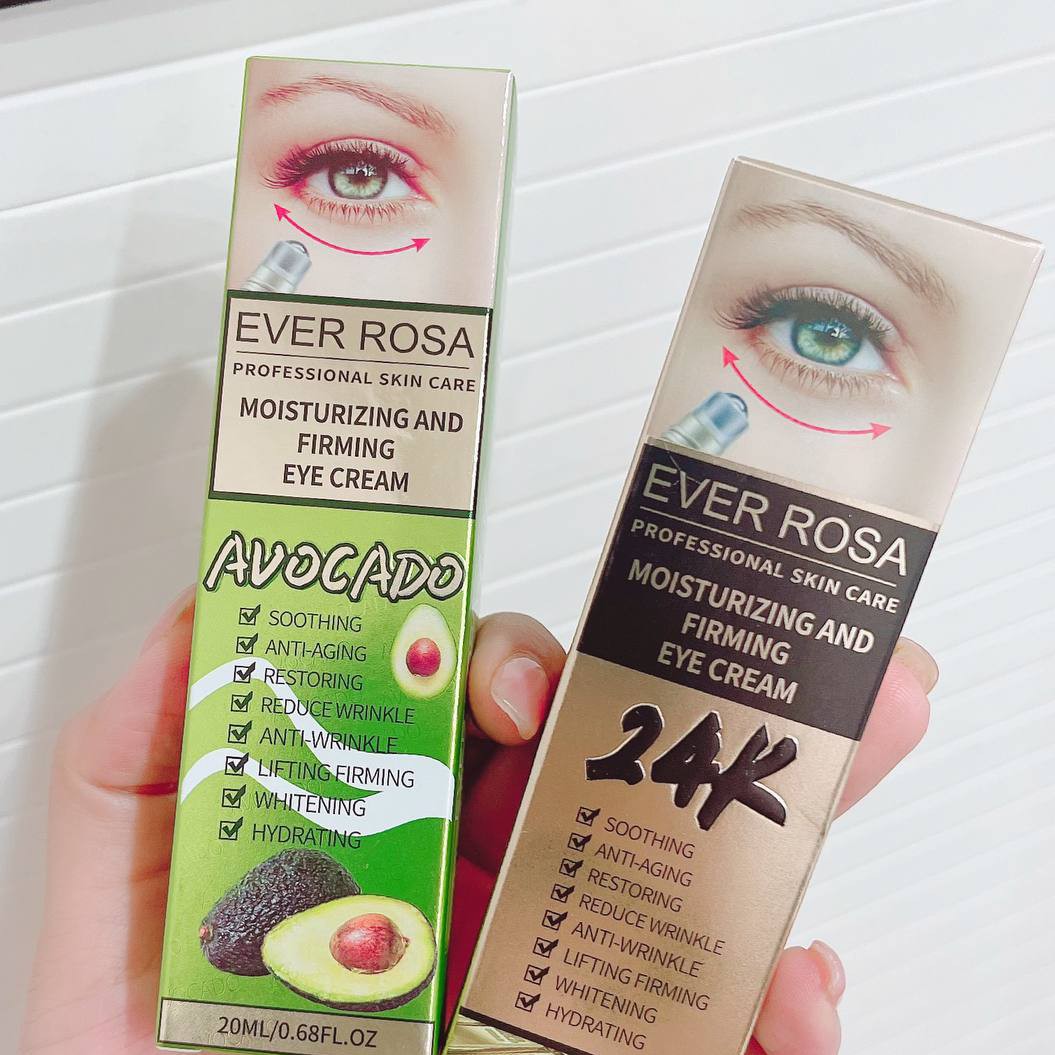 EVER ROSA
PROFESSIONAL SKIN CARE
MOISTURIZING AND
FIRMING
EYE CREAM
AVOCADO
SOOTHING
ANTI-AGING
RESTORING
REDUCE WRINKLE
ANTI-WRINKLE
LIFTING FIRMING
WHITENING
HYDRATING
20ML/0.68FL.OZ
EVER ROSA
PROFESSIONAL SKIN CARE
MOISTURIZING AND
FIRMING
EYE CREAM
24K
SOOTHING
ANTI-AGING
RESTORING
REDUCE WRINKLE
ANTI-WRINKLE
LIFTING FIRMING
WHITENING
HYDRATING